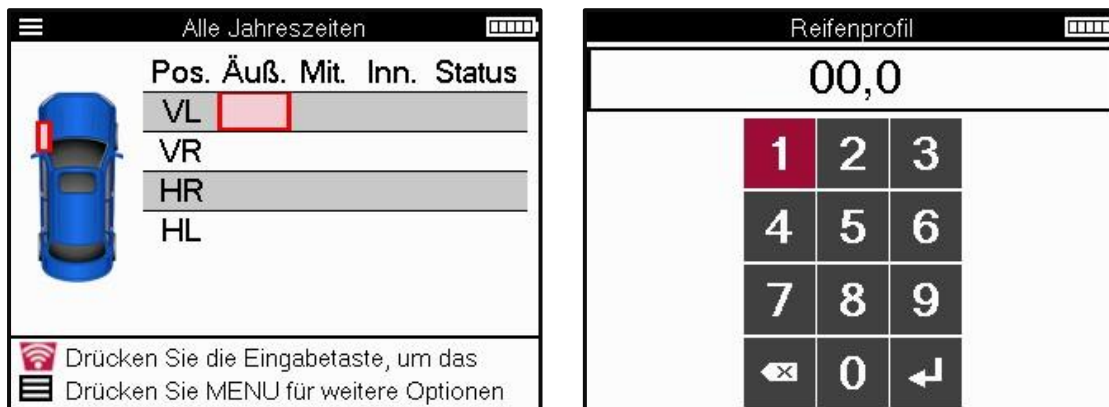 Alle Jahreszeiten
Pos. Äuß. Mit. Inn. Status
VL
VR
HR
HL
Drücken Sie die Eingabetaste, um das
Drücken Sie MENU für weitere Optionen
Reifenprofil
00,0
1 2 3
4 5 6
7 8 9
0